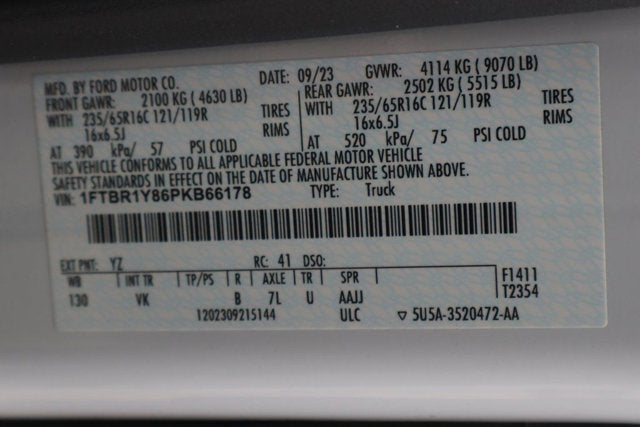 MFD. BY FORD MOTOR CO. DATE: 09/23 GVWR: 4114 KG ( 9070 LB)
FRONT GAWR: 2100 KG ( 4630 LB) REAR GAWR: 2502 KG ( 5515 LB)
WITH 235/65R16C 121/119R TIRES WITH 235/65R16C 121/119R TIRES
16x6.5J RIMS 16x6.5J RIMS
AT 390 kPa/ 57 PSI COLD AT 520 kPa/ 75 PSI COLD
THIS VEHICLE CONFORMS TO ALL APPLICABLE FEDERAL MOTOR VEHICLE
SAFETY STANDARDS IN EFFECT ON THE DATE OF MANUFACTURE SHOWN ABOVE.
VIN: 1FTBR1Y86PKB66178 TYPE: Truck
EXT PNT: YZ RC: 41 DSO:
WB INT TR TP/PS R AXLE TR SPR F1411
130 VK B 7L U AAJJ T2354
1202309215144 ULC ▽ 5U5A-3520472-AA